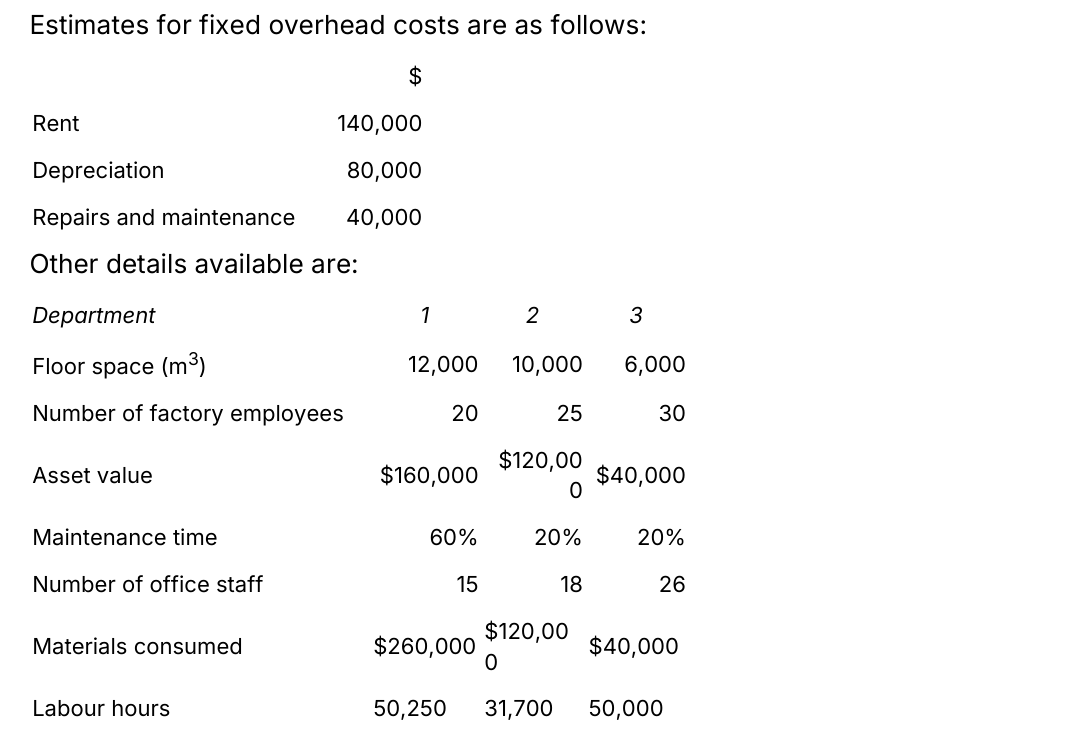 Estimates for fixed overhead costs are as follows:
$
Rent 140,000
Depreciation 80,000
Repairs and maintenance 40,000
Other details available are:
Department 1 2 3
Floor space (m³) 12,000 10,000 6,000
Number of factory employees 20 25 30
Asset value $160,000 $120,00
0 $40,000
Maintenance time 60% 20% 20%
Number of office staff 15 18 26
Materials consumed $260,000 $120,00
0 $40,000
Labour hours 50,250 31,700 50,000